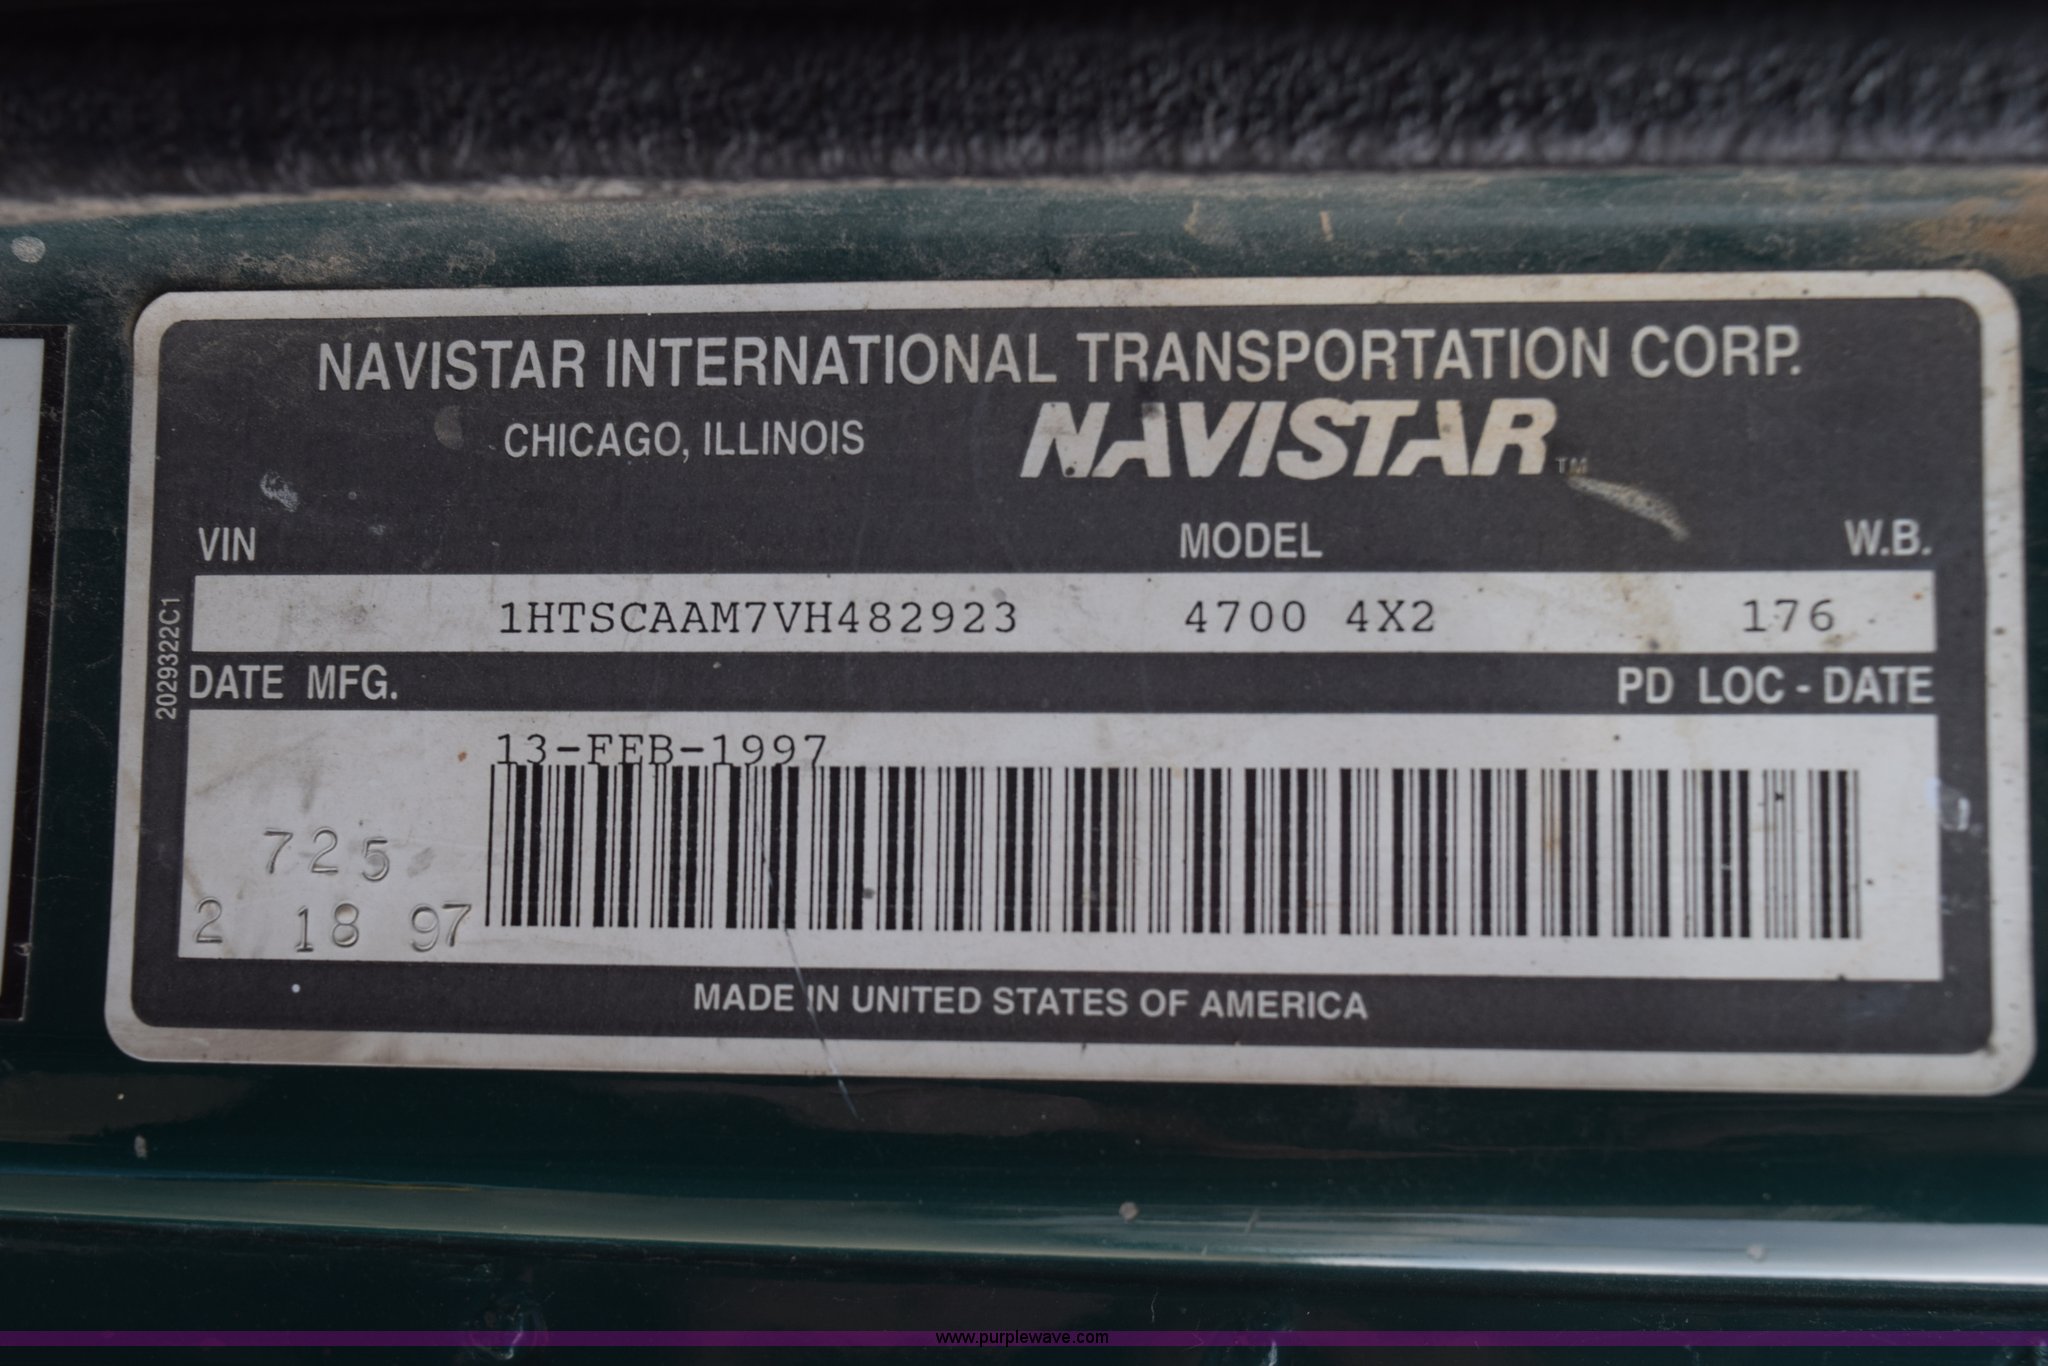 NAVISTAR INTERNATIONAL TRANSPORTATION CORP.
CHICAGO, ILLINOIS NAVISTAR™
VIN MODEL W.B.
1HTSCAAM7VH482923 4700 4X2 176
2029322C1
DATE MFG. PD LOC - DATE
13-FEB-1997
725
2 18 97
MADE IN UNITED STATES OF AMERICA
www.purplewave.com